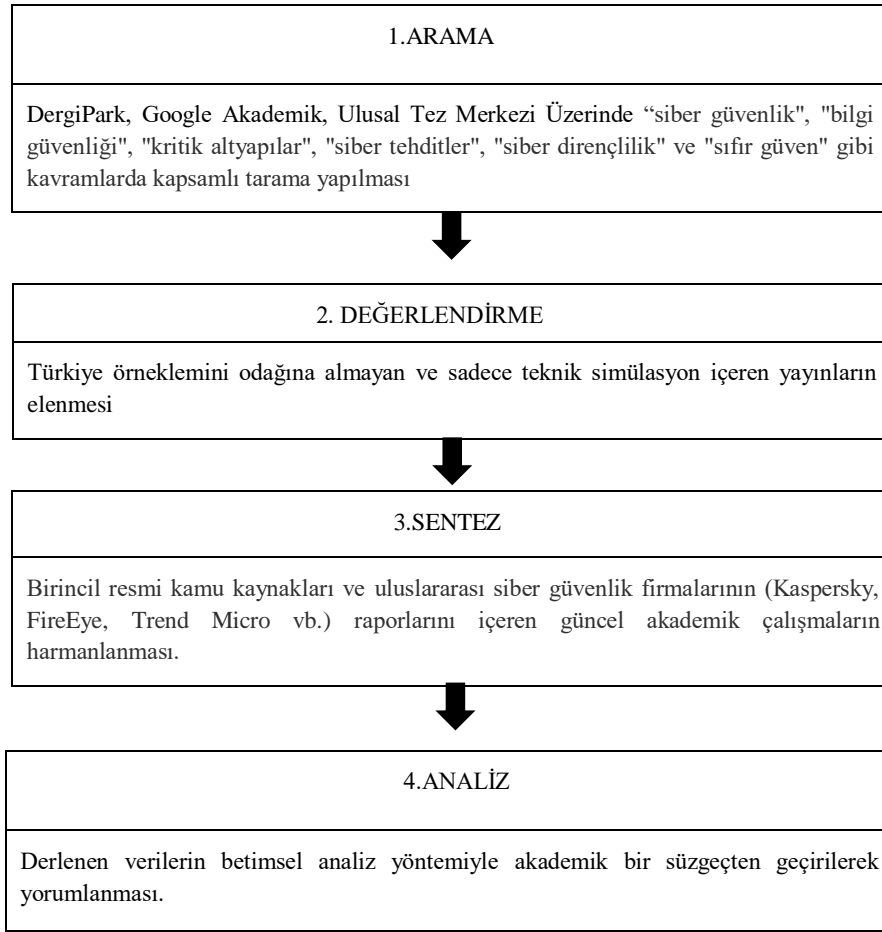 1.ARAMA
DergiPark, Google Akademik, Ulusal Tez Merkezi Üzerinde “siber güvenlik", "bilgi
güvenliği", "kritik altyapılar", "siber tehditler", "siber dirençlilik" ve "sıfır güven" gibi
kavramlarda kapsamlı tarama yapılması
2. DEĞERLENDİRME
Türkiye örneklemini odağına almayan ve sadece teknik simülasyon içeren yayınların
elenmesi
3.SENTEZ
Birincil resmi kamu kaynakları ve uluslararası siber güvenlik firmalarının (Kaspersky,
FireEye, Trend Micro vb.) raporlarını içeren güncel akademik çalışmaların
harmanlanması.
4.ANALİZ
Derlenen verilerin betimsel analiz yöntemiyle akademik bir süzgeçten geçirilerek
yorumlanması.